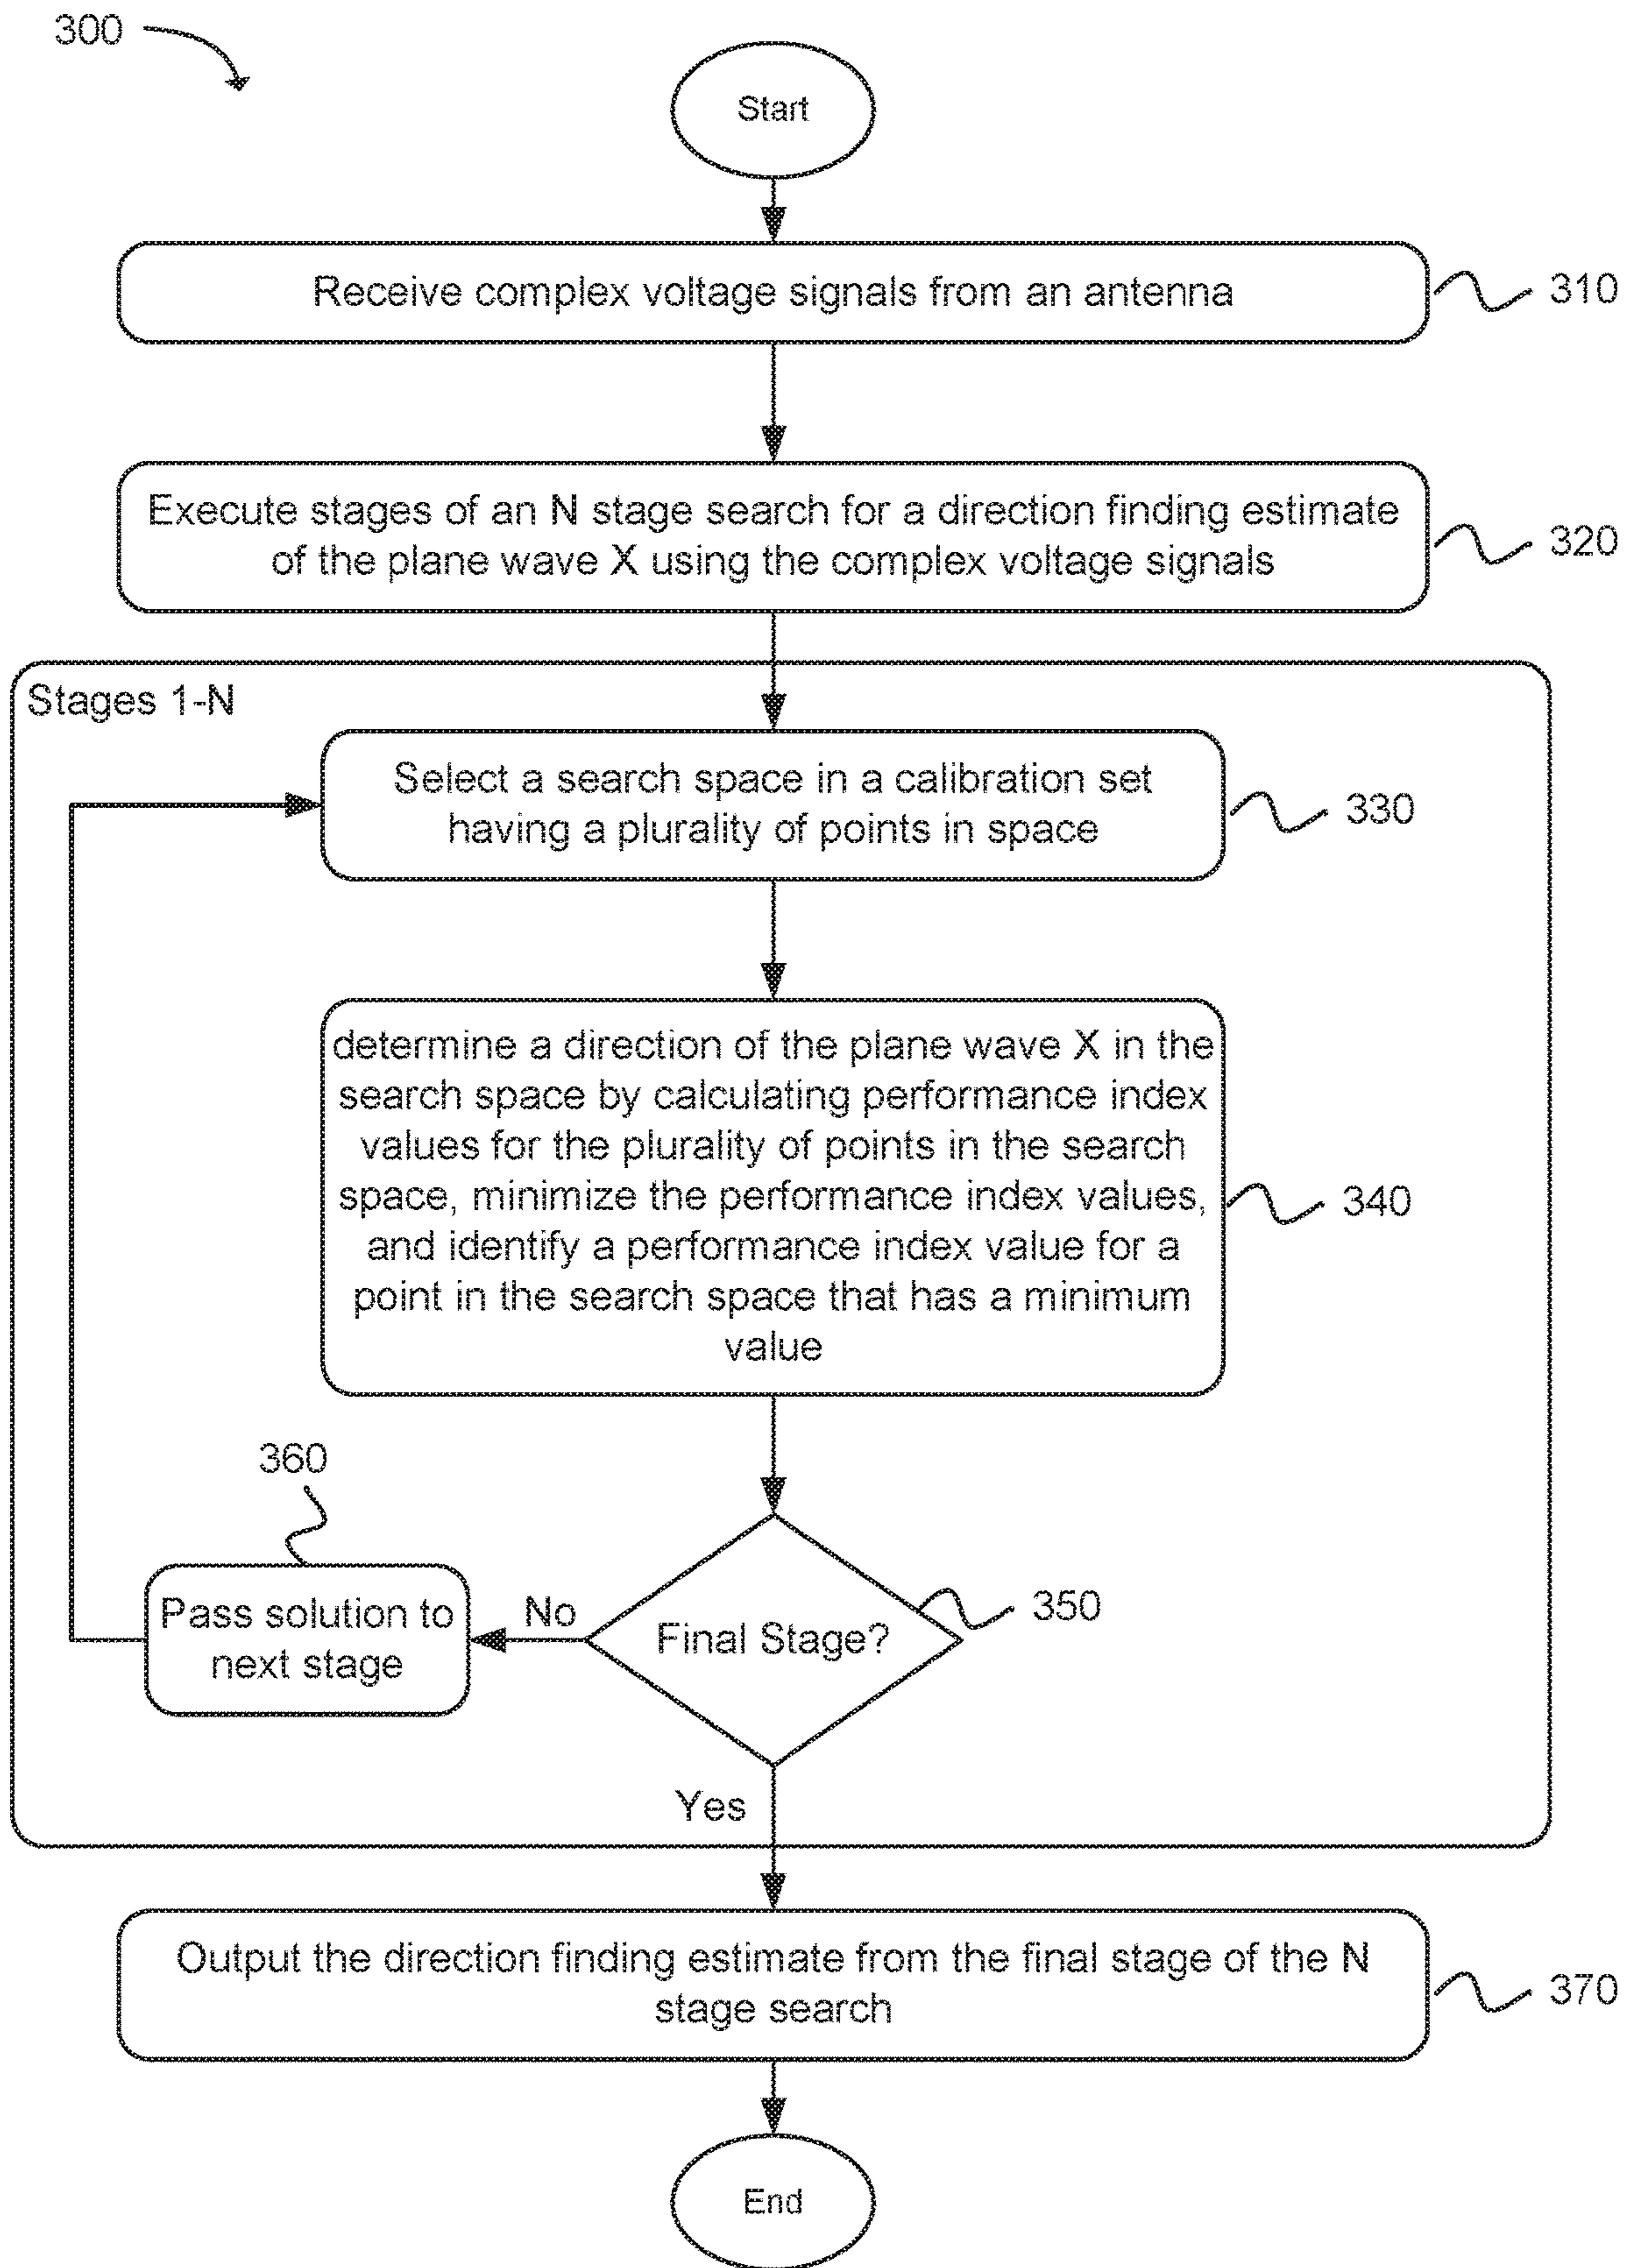 300
Start
Receive complex voltage signals from an antenna
310
Execute stages of an N stage search for a direction finding estimate
of the plane wave X using the complex voltage signals
320
Stages 1-N
Select a search space in a calibration set
having a plurality of points in space
330
determine a direction of the plane wave X in the
search space by calculating performance index
values for the plurality of points in the search
space, minimize the performance index values,
and identify a performance index value for a
point in the search space that has a minimum
value
340
360
Pass solution to
next stage
No
Final Stage?
350
Yes
Output the direction finding estimate from the final stage of the N
stage search
370
End